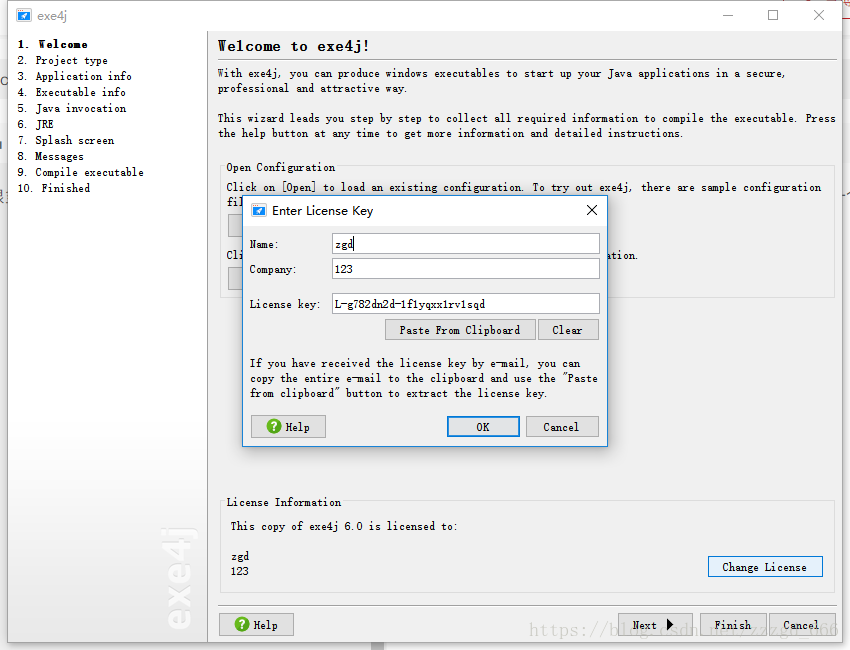 exe4j
1. Welcome
2. Project type
3. Application info
4. Executable info
5. Java invocation
6. JRE
7. Splash screen
8. Messages
9. Compile executable
10. Finished
exe4j
Welcome to exe4j!
With exe4j, you can produce windows executables to start up your Java applications in a secure,
professional and attractive way.
This wizard leads you step by step to collect all required information to compile the executable. Press
the help button at any time to get more information and detailed instructions.
Open Configuration
Click on [Open] to load an existing configuration. To try out exe4j, there are sample configuration
fil
Cli ation.
Enter License Key
Name: zgd
Company: 123
License key: L-g782dn2d-1f1yqxx1rv1sqd
Paste From Clipboard Clear
If you have received the license key by e-mail, you can
copy the entire e-mail to the clipboard and use the "Paste
from clipboard" button to extract the license key.
Help OK Cancel
License Information
This copy of exe4j 6.0 is licensed to:
zgd
123
Change License
Help Next Finish Cancel
https://blog.csdn.net/zzzgd_666